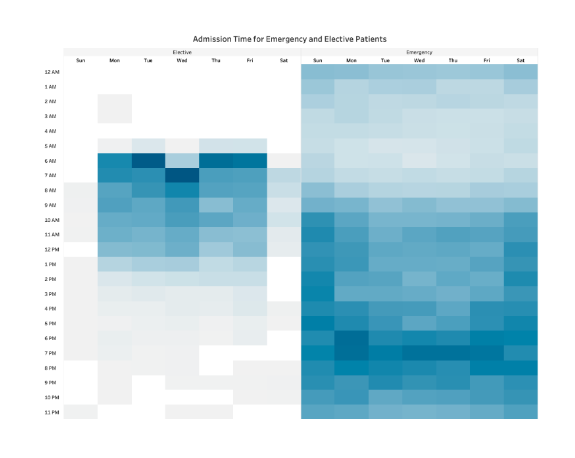 Admission Time for Emergency and Elective Patients
Elective Emergency
Sun Mon Tue Wed Thu Fri Sat Sun Mon Tue Wed Thu Fri Sat
12 AM
1 AM
2 AM
3 AM
4 AM
5 AM
6 AM
7 AM
8 AM
9 AM
10 AM
11 AM
12 PM
1 PM
2 PM
3 PM
4 PM
5 PM
6 PM
7 PM
8 PM
9 PM
10 PM
11 PM